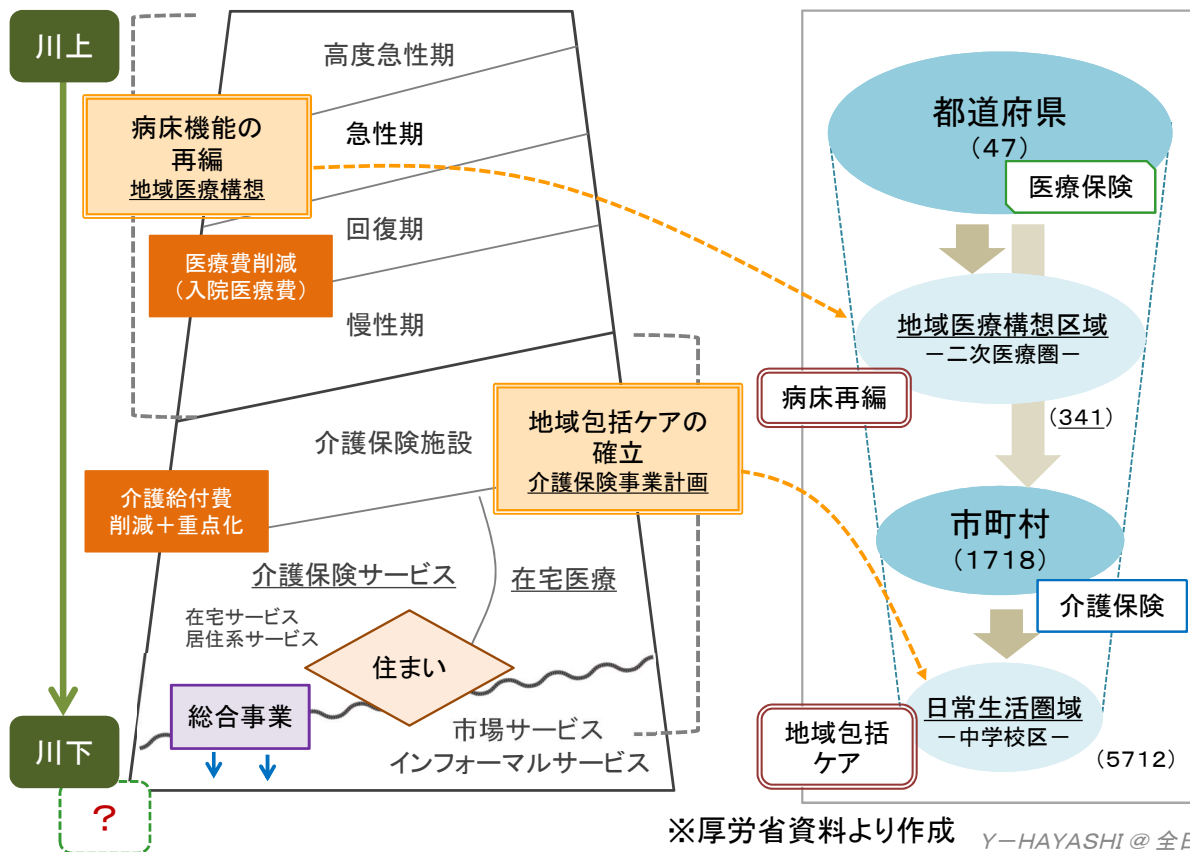 川上
高度急性期
病床機能の
再編
地域医療構想
急性期
回復期
医療費削減
（入院医療費）
慢性期
介護保険施設
地域包括ケアの
確立
介護保険事業計画
介護給付費
削減＋重点化
介護保険サービス
在宅医療
在宅サービス
居住系サービス
住まい
総合事業
市場サービス
インフォーマルサービス
川下
?
都道府県
（47）
医療保険
地域医療構想区域
－二次医療圏－
病床再編
（341）
市町村
（1718）
介護保険
日常生活圏域
－中学校区－
地域包括
ケア
（5712）
※厚労省資料より作成
Y－HAYASHI＠全日